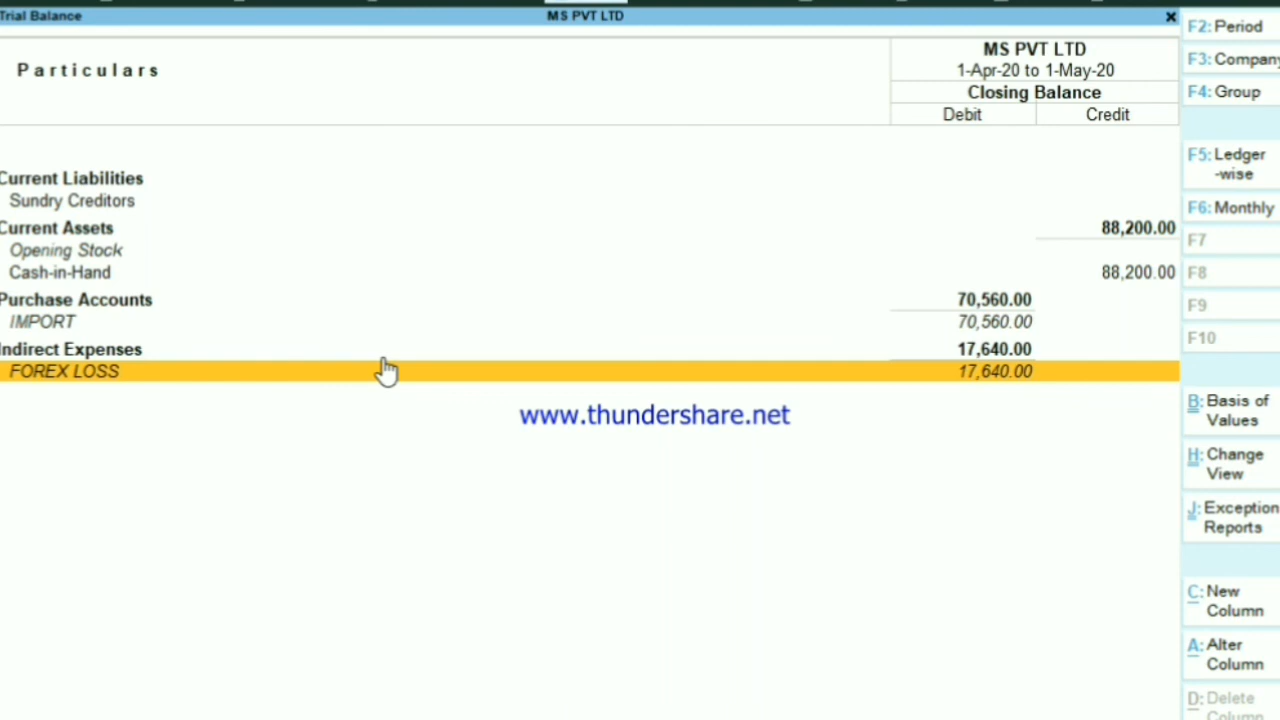 Trial Balance MS PVT LTD ×
Particulars
MS PVT LTD
1-Apr-20 to 1-May-20
Closing Balance
Debit Credit
Current Liabilities
Sundry Creditors
Current Assets 88,200.00
Opening Stock
Cash-in-Hand 88,200.00
Purchase Accounts 70,560.00
IMPORT 70,560.00
Indirect Expenses 17,640.00
FOREX LOSS 17,640.00
www.thundershare.net
F2: Period
F3: Company
F4: Group
F5: Ledger
-wise
F6: Monthly
F7
F8
F9
F10
B: Basis of
Values
H: Change
View
J: Exception
Reports
C: New
Column
A: Alter
Column
D: Delete
Column